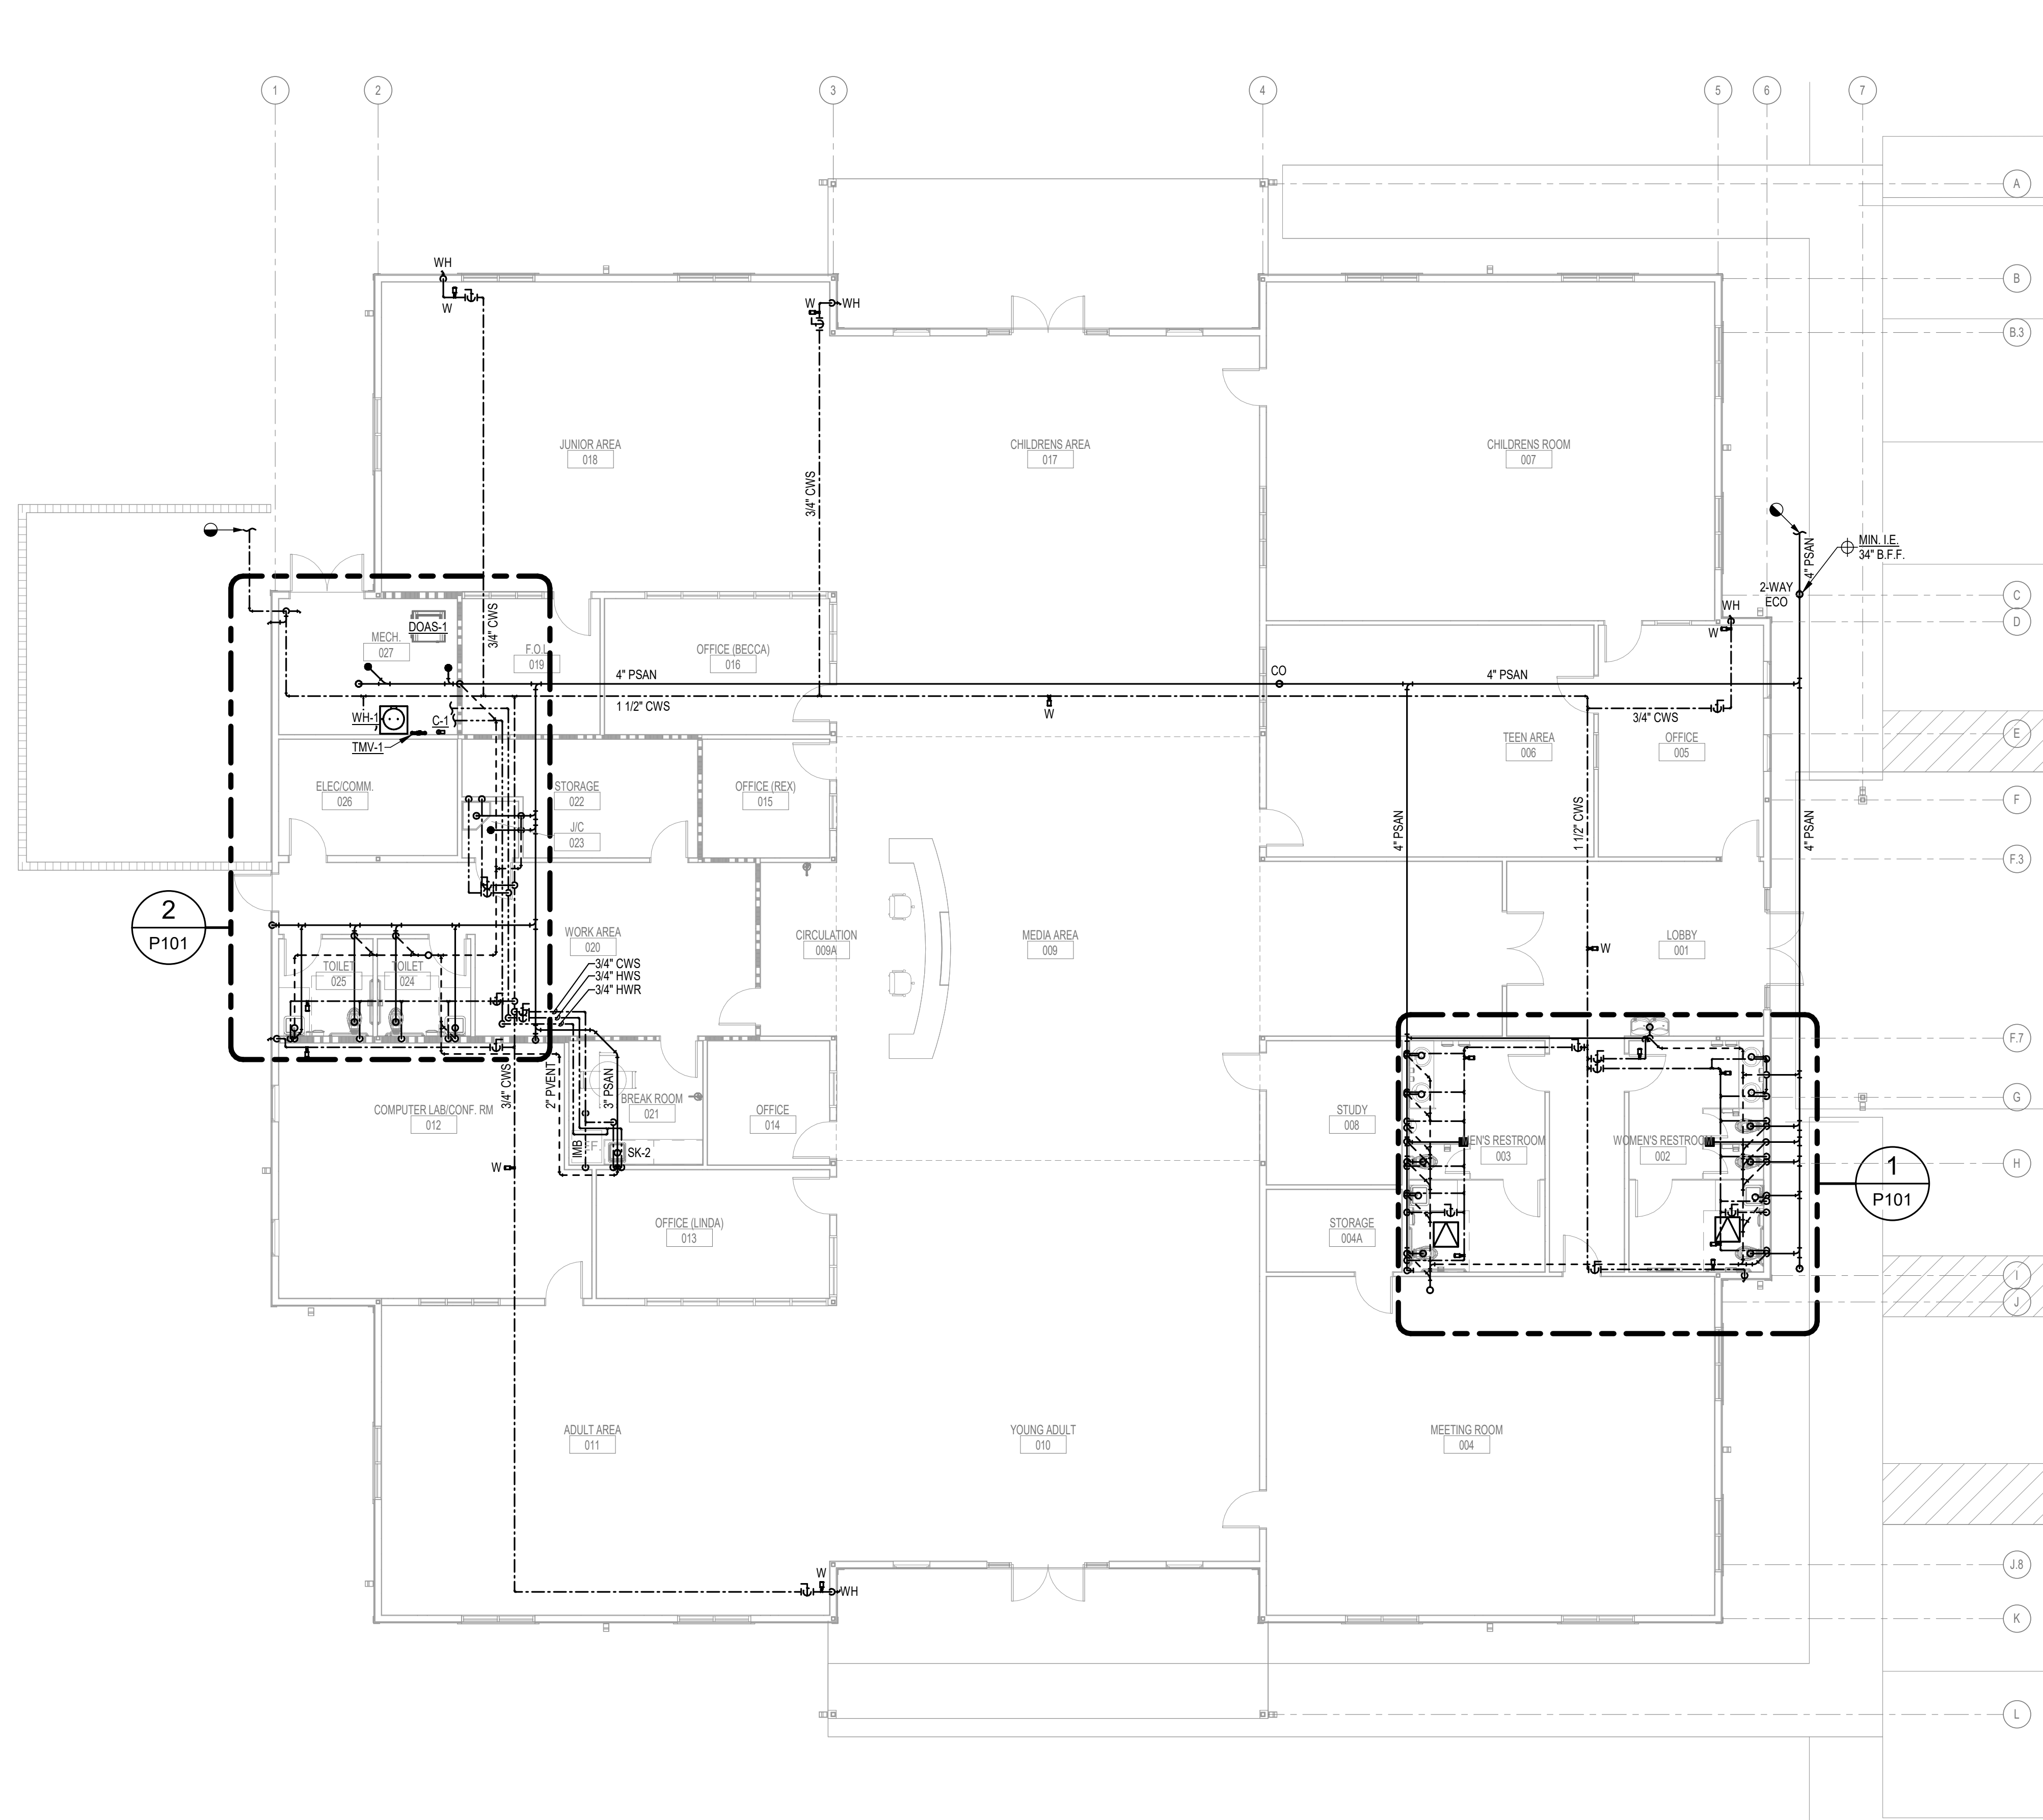 1
2
3
4
5
6
7
A
B
B.3
C
D
E
F
F.3
F.7
G
H
I
J
J.8
K
L
WH
W
W
WH
3/4" CWS
JUNIOR AREA
018
CHILDRENS AREA
017
CHILDRENS ROOM
007
MIN. I.E.
34" B.F.F.
4" PSAN
2-WAY
ECO
WH
W
DOAS-1
MECH.
027
3/4" CWS
F.O.L
019
OFFICE (BECCA)
016
4" PSAN
1 1/2" CWS
CO
4" PSAN
W
3/4" CWS
WH-1
C-1
TMV-1
TEEN AREA
006
OFFICE
005
ELEC/COMM.
026
STORAGE
022
J/C
023
OFFICE (REX)
015
4" PSAN
1 1/2" CWS
4" PSAN
2
P101
WORK AREA
020
CIRCULATION
009A
MEDIA AREA
009
W
LOBBY
001
TOILET
025
TOILET
024
3/4" CWS
3/4" HWS
3/4" HWR
3/4" CWS
2" PVENT
3" PSAN
COMPUTER LAB/CONF. RM
012
BREAK ROOM
021
OFFICE
014
STUDY
008
MEN'S RESTROOM
003
WOMEN'S RESTROOM
002
IMB
SK-2
W
1
P101
OFFICE (LINDA)
013
STORAGE
004A
ADULT AREA
011
YOUNG ADULT
010
MEETING ROOM
004
W
WH